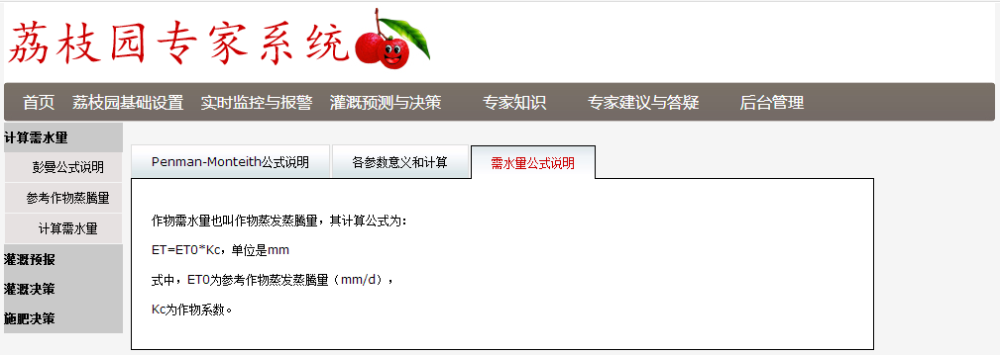 荔枝园专家系统
首页 荔枝园基础设置 实时监控与报警 灌溉预测与决策 专家知识 专家建议与答疑 后台管理
计算需水量
彭曼公式说明
参考作物蒸腾量
计算需水量
灌溉预报
灌溉决策
施肥决策
Penman-Monteith公式说明 各参数意义和计算 需水量公式说明
作物需水量也叫作物蒸发蒸腾量，其计算公式为：
ET=ET0*Kc，单位是mm
式中，ET0为参考作物蒸发蒸腾量（mm/d），
Kc为作物系数。